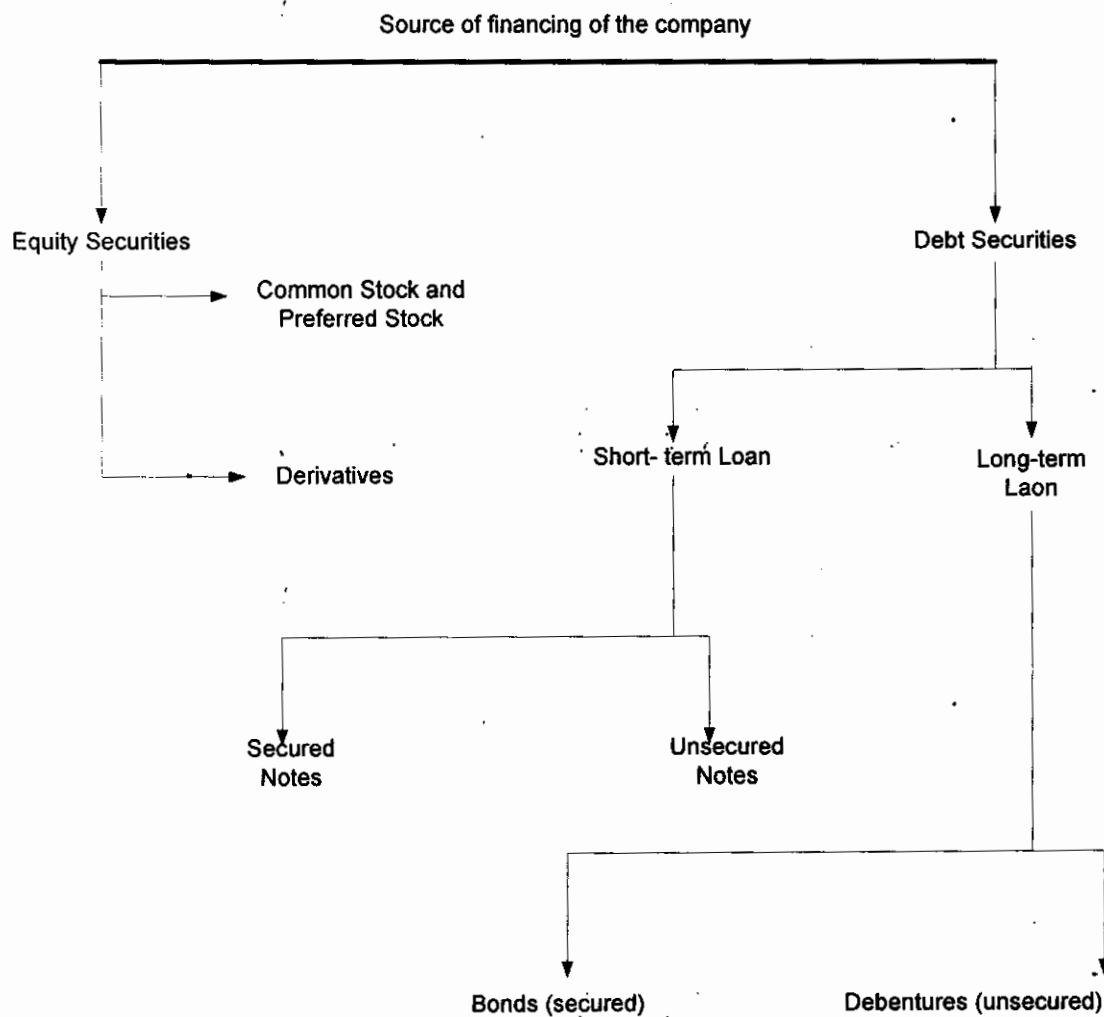 Source of financing of the company
Equity Securities
Debt Securities
Common Stock and
Preferred Stock
Short- term Loan
Long-term
Laon
Derivatives
Secured
Notes
Unsecured
Notes
Bonds (secured)
Debentures (unsecured)